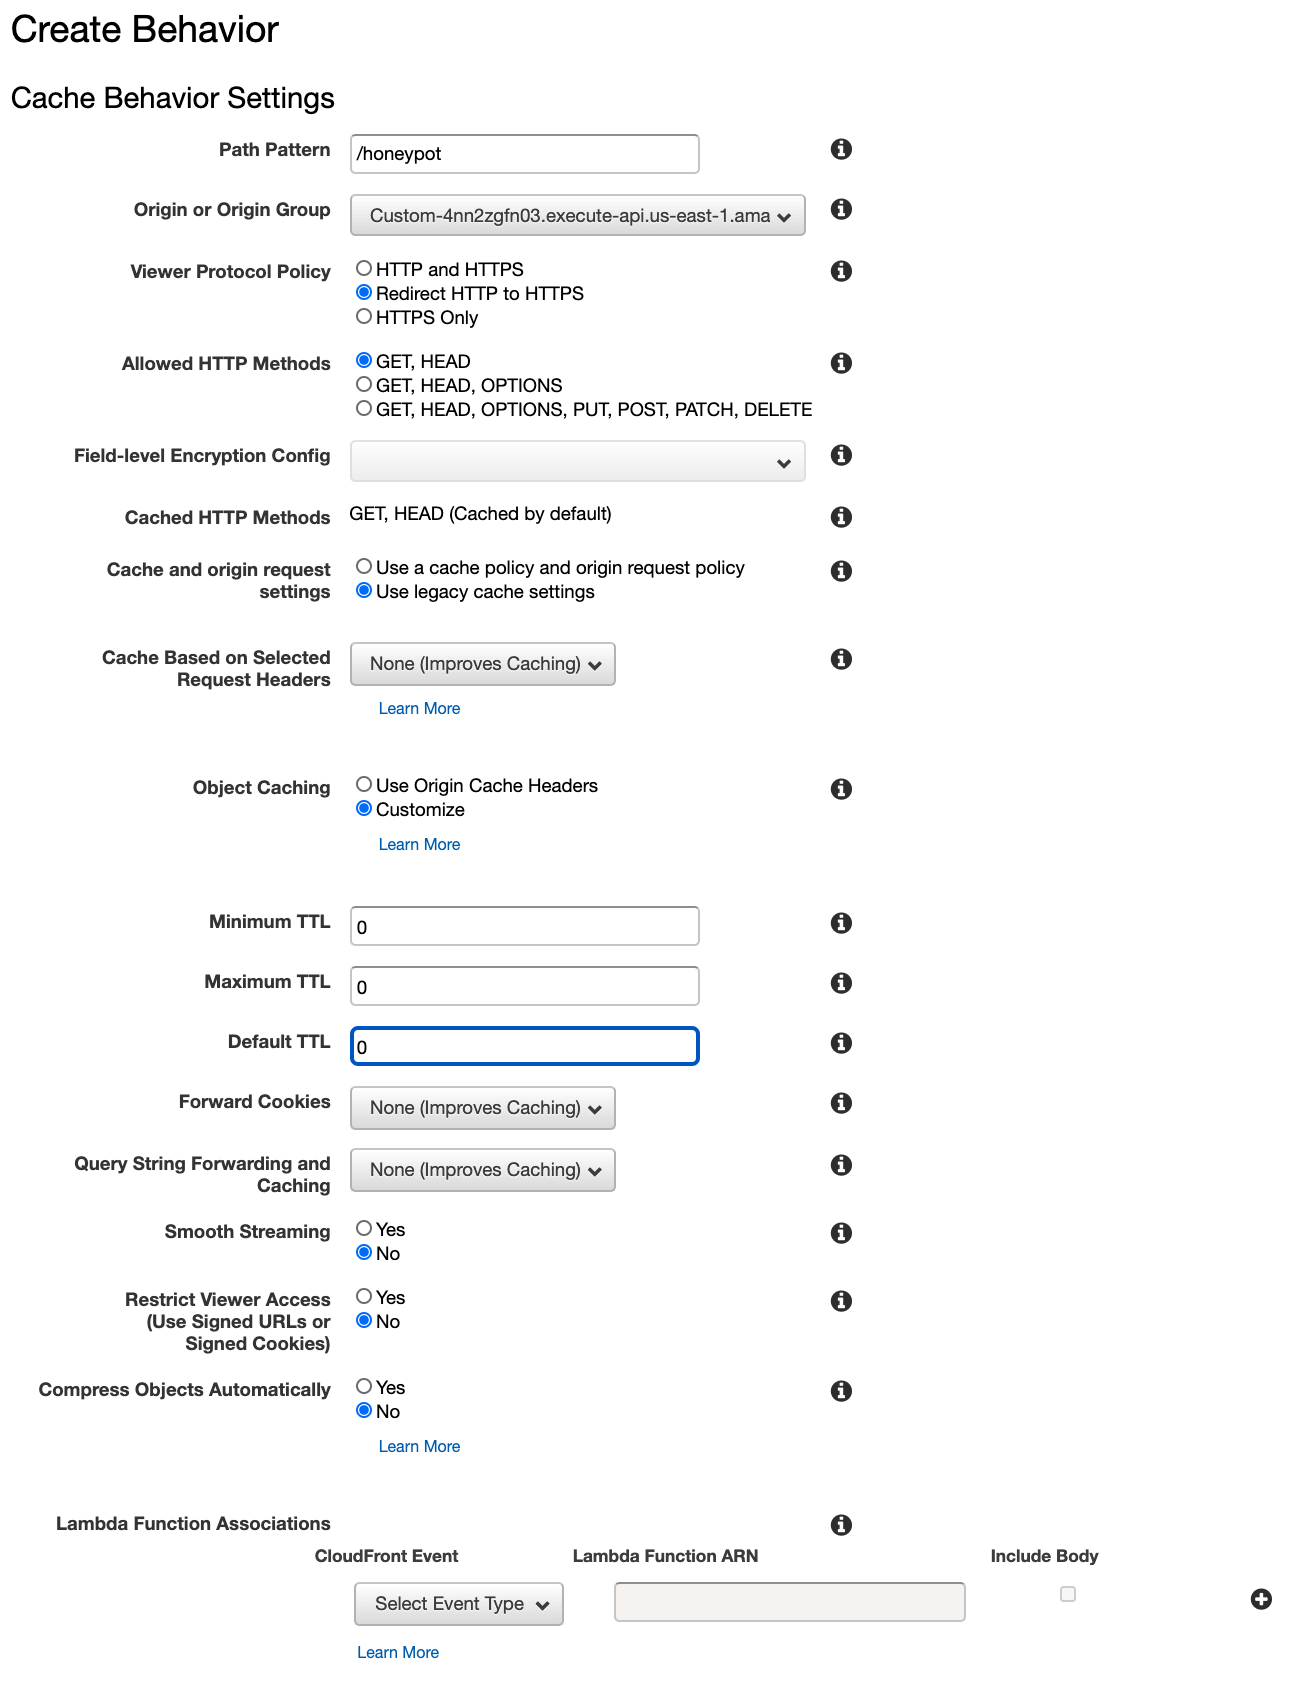 Create Behavior
Cache Behavior Settings
Path Pattern
/honeypot
Origin or Origin Group
Custom-4nn2zgfn03.execute-api.us-east-1.ama
Viewer Protocol Policy
HTTP and HTTPS
Redirect HTTP to HTTPS
HTTPS Only
Allowed HTTP Methods
GET, HEAD
GET, HEAD, OPTIONS
GET, HEAD, OPTIONS, PUT, POST, PATCH, DELETE
Field-level Encryption Config
Cached HTTP Methods
GET, HEAD (Cached by default)
Cache and origin request
settings
Use a cache policy and origin request policy
Use legacy cache settings
Cache Based on Selected
Request Headers
None (Improves Caching)
Learn More
Object Caching
Use Origin Cache Headers
Customize
Learn More
Minimum TTL
0
Maximum TTL
0
Default TTL
0
Forward Cookies
None (Improves Caching)
Query String Forwarding and
Caching
None (Improves Caching)
Smooth Streaming
Yes
No
Restrict Viewer Access
(Use Signed URLs or
Signed Cookies)
Yes
No
Compress Objects Automatically
Yes
No
Learn More
Lambda Function Associations
CloudFront Event
Lambda Function ARN
Include Body
Select Event Type
Learn More